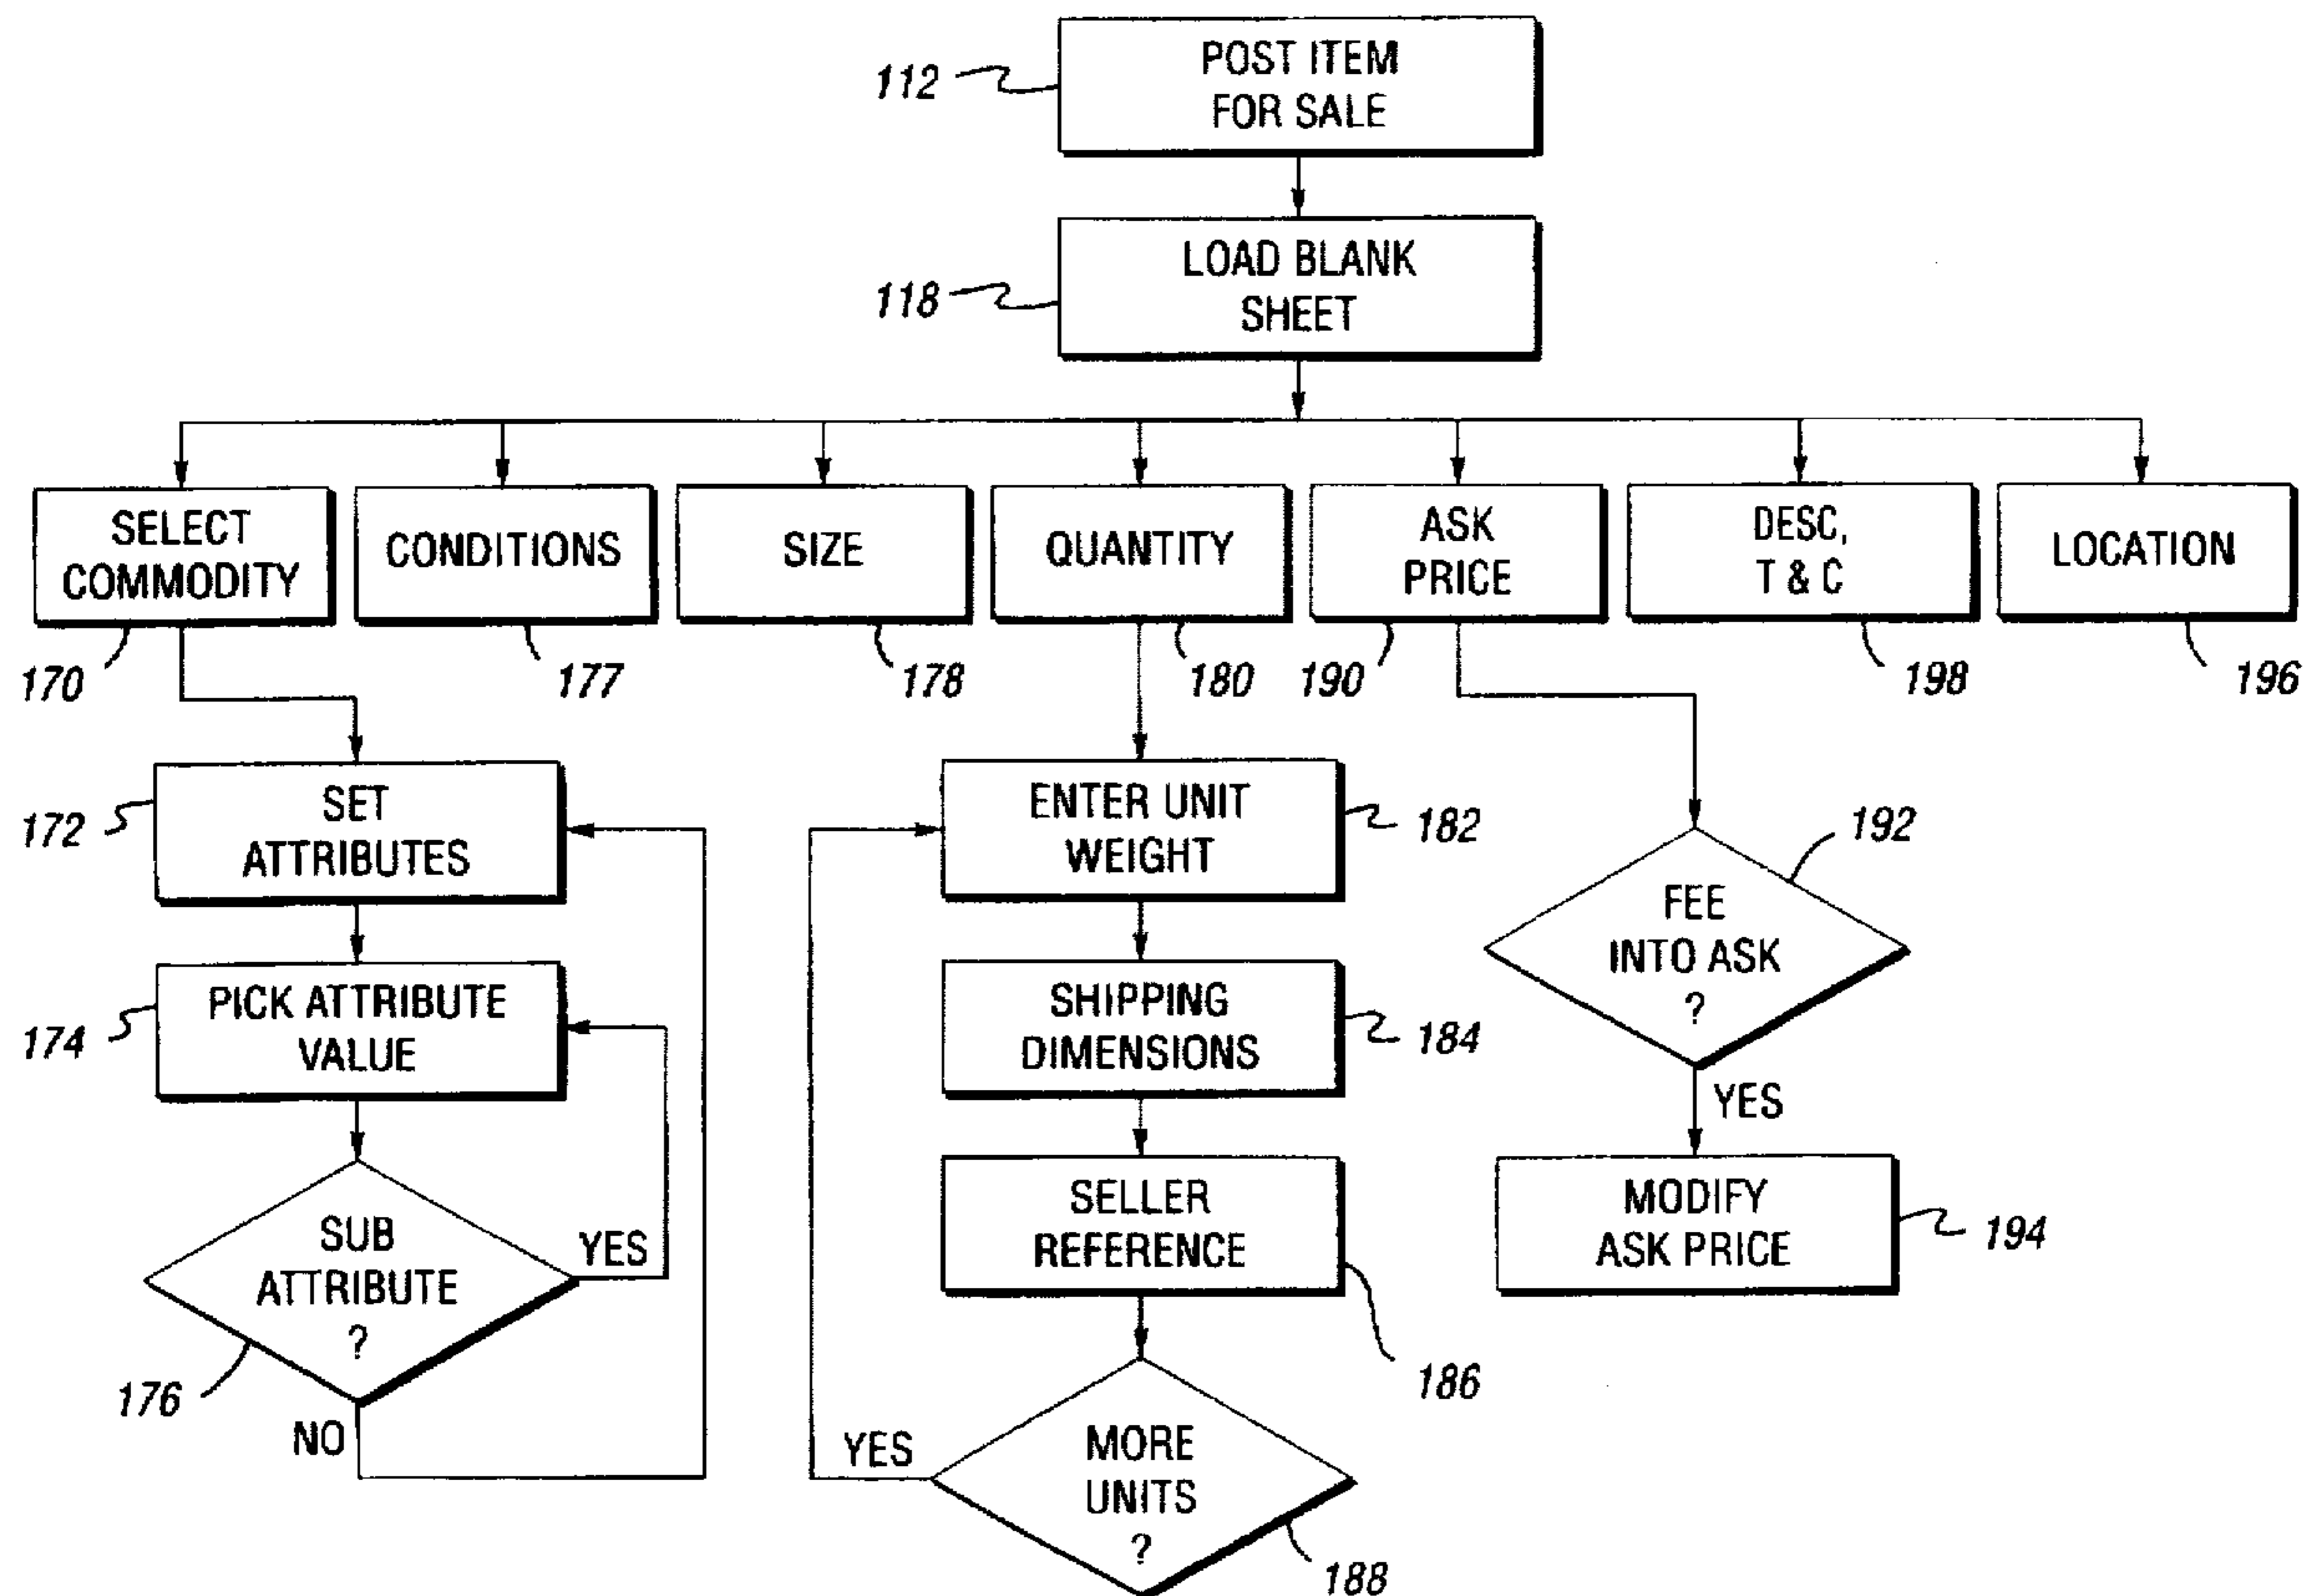 POST ITEM
FOR SALE
112
LOAD BLANK
SHEET
118
SELECT
COMMODITY
CONDITIONS
SIZE
QUANTITY
ASK
PRICE
DESC,
T & C
LOCATION
170
177
178
180
190
198
196
SET
ATTRIBUTES
172
PICK ATTRIBUTE
VALUE
174
SUB
ATTRIBUTE
?
YES
176
NO
ENTER UNIT
WEIGHT
182
SHIPPING
DIMENSIONS
184
SELLER
REFERENCE
186
MORE
UNITS
?
YES
188
192
FEE
INTO ASK
?
YES
MODIFY
ASK PRICE
194